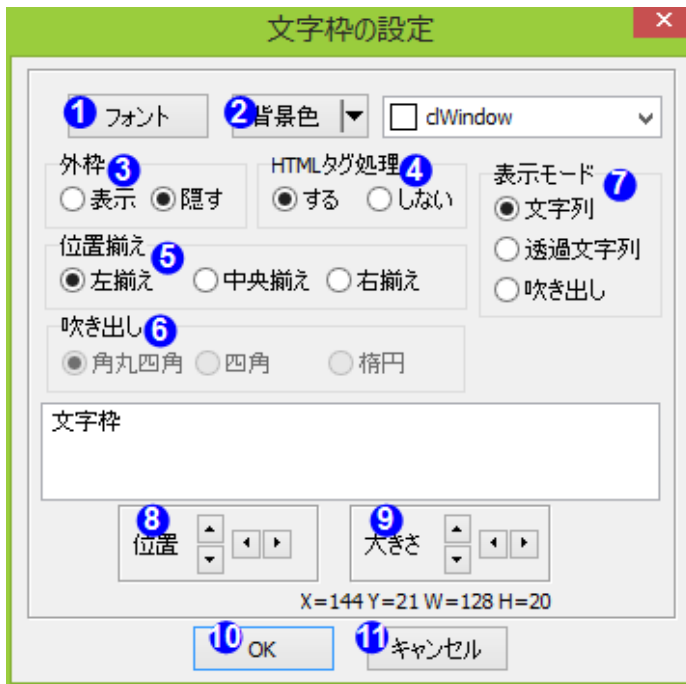 文字枠の設定
1 フォント 2 背景色 clWindow
外枠 3 HTMLタグ処理 4 表示モード 7
表示 隠す する しない 文字列
位置揃え 5 透過文字列
左揃え 中央揃え 右揃え 吹き出し
吹き出し 6
角丸四角 四角 楕円
文字枠
8 位置 9 大きさ
X=144 Y=21 W=128 H=20
10 OK 11 キャンセル